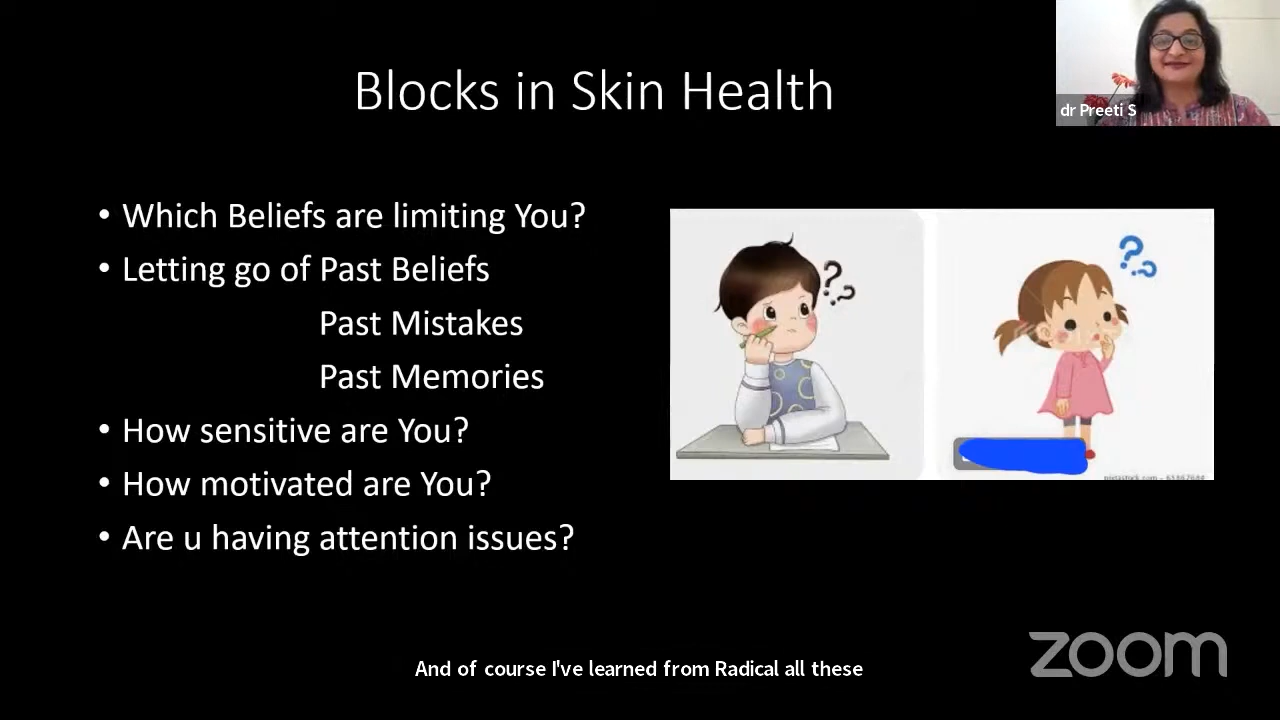 Blocks in Skin Health
dr Preeti S
• Which Beliefs are limiting You?
• Letting go of Past Beliefs
Past Mistakes
Past Memories
• How sensitive are You?
• How motivated are You?
• Are u having attention issues?
zoom
And of course I've learned from Radical all these